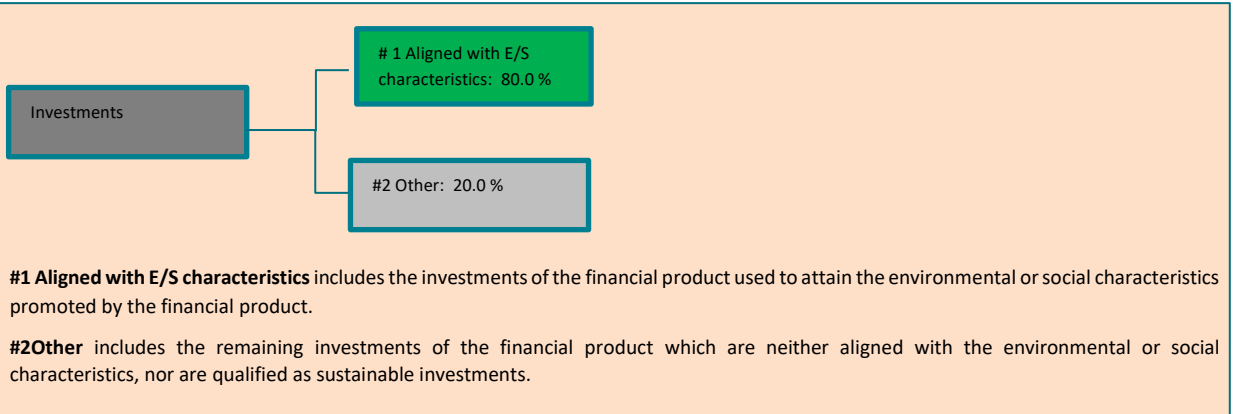 # 1 Aligned with E/S
characteristics: 80.0 %
Investments
#2 Other: 20.0 %
#1 Aligned with E/S characteristics includes the investments of the financial product used to attain the environmental or social characteristics
promoted by the financial product.
#2Other includes the remaining investments of the financial product which are neither aligned with the environmental or social
characteristics, nor are qualified as sustainable investments.